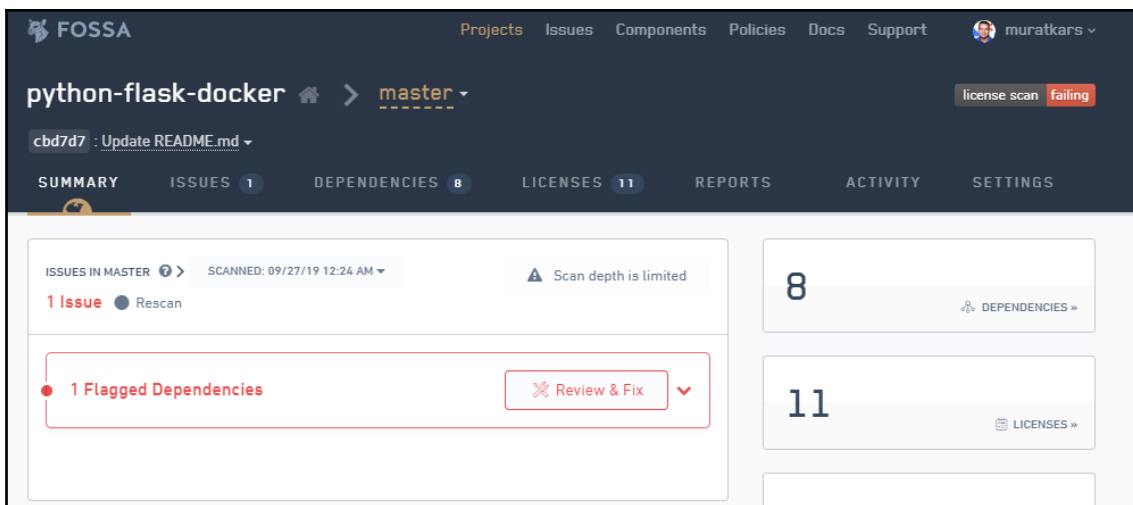 FOSSA Projects Issues Components Policies Docs Support muratkars
python-flask-docker > master
license scan failing
cbd7d7 : Update README.md
SUMMARY ISSUES 1 DEPENDENCIES 8 LICENSES 11 REPORTS ACTIVITY SETTINGS
ISSUES IN MASTER ? > SCANNED: 09/27/19 12:24 AM
Scan depth is limited
1 Issue Rescan
1 Flagged Dependencies Review & Fix
8
DEPENDENCIES »
11
LICENSES »